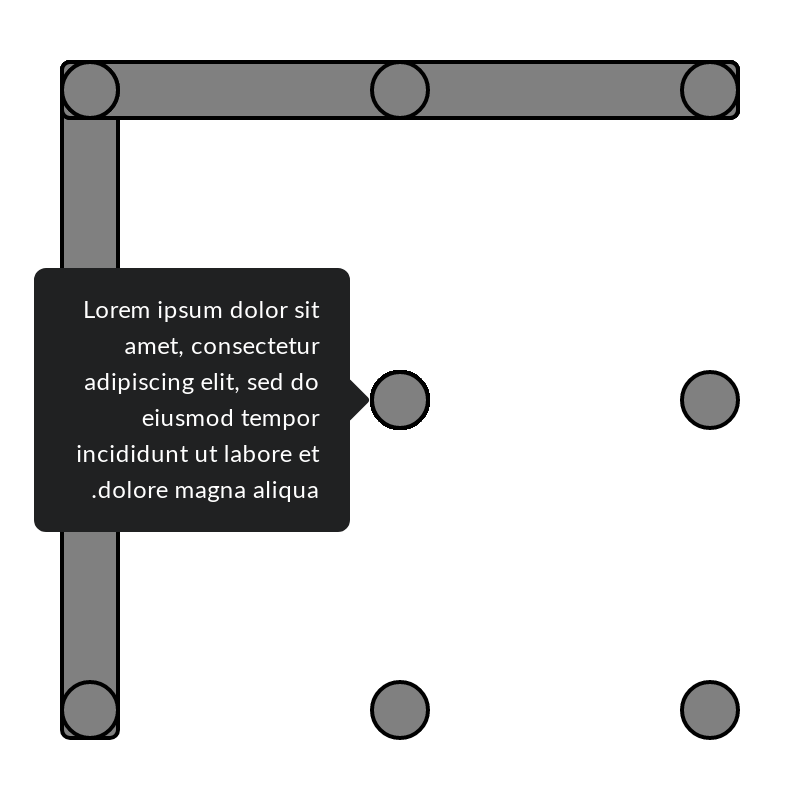 Lorem ipsum dolor sit
amet, consectetur
adipiscing elit, sed do
eiusmod tempor
incididunt ut labore et
.dolore magna aliqua